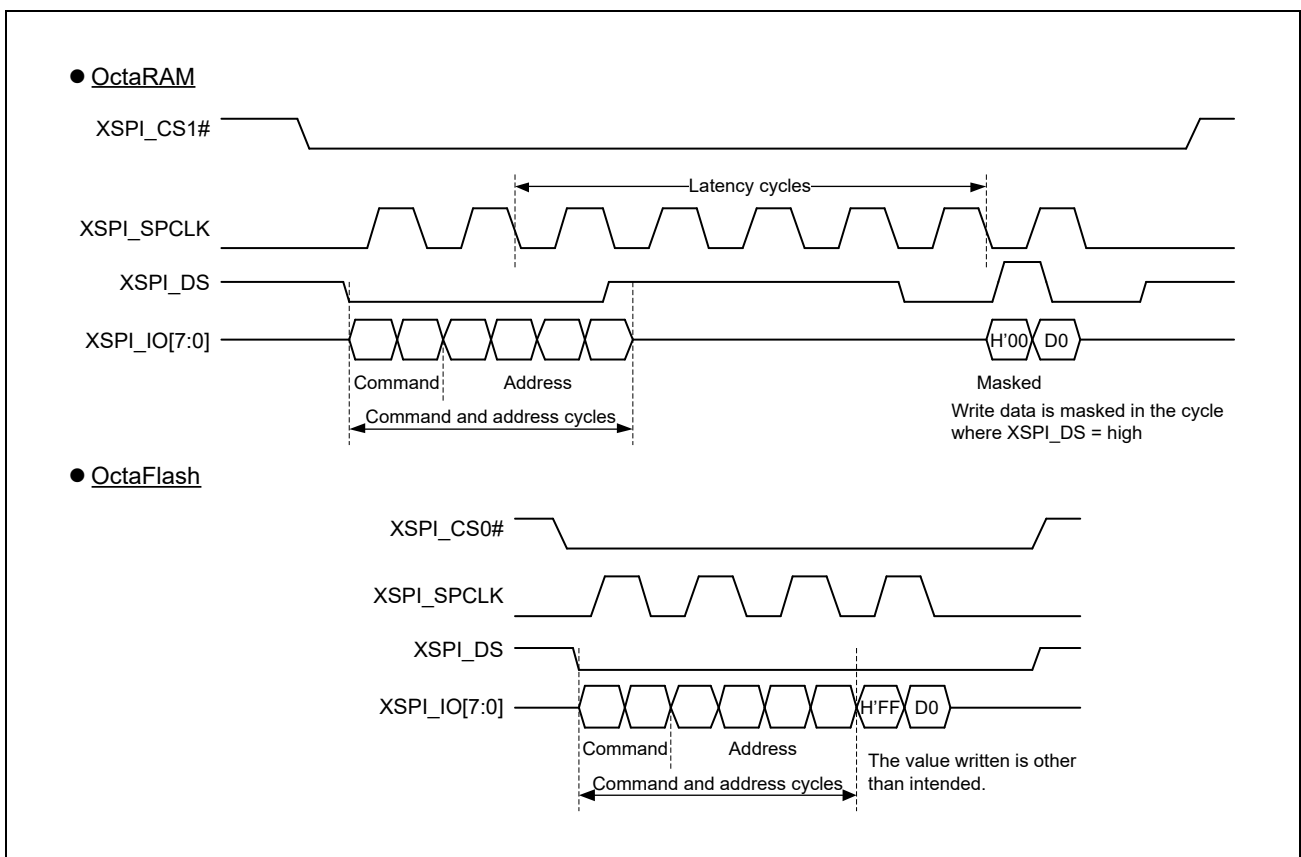 ● OctaRAM
XSPI_CS1#
Latency cycles
XSPI_SPCLK
XSPI_DS
XSPI_IO[7:0]
H'00 D0
Command Address
Masked
Command and address cycles
Write data is masked in the cycle
where XSPI_DS = high
● OctaFlash
XSPI_CS0#
XSPI_SPCLK
XSPI_DS
XSPI_IO[7:0]
H'FF D0
Command Address
The value written is other
than intended.
Command and address cycles